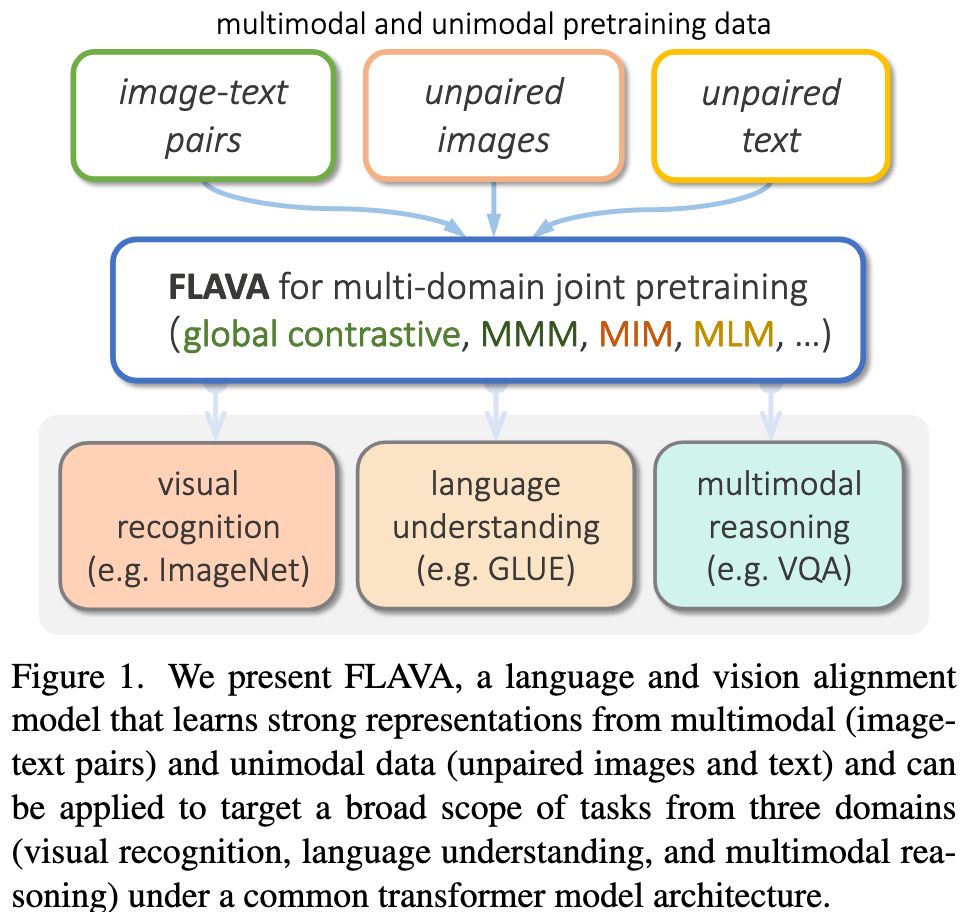 multimodal and unimodal pretraining data
image-text
pairs
unpaired
images
unpaired
text
FLAVA for multi-domain joint pretraining
(global contrastive, MMM, MIM, MLM, ...)
visual
recognition
(e.g. ImageNet)
language
understanding
(e.g. GLUE)
multimodal
reasoning
(e.g. VQA)
Figure 1. We present FLAVA, a language and vision alignment
model that learns strong representations from multimodal (image-
text pairs) and unimodal data (unpaired images and text) and can
be applied to target a broad scope of tasks from three domains
(visual recognition, language understanding, and multimodal rea-
soning) under a common transformer model architecture.